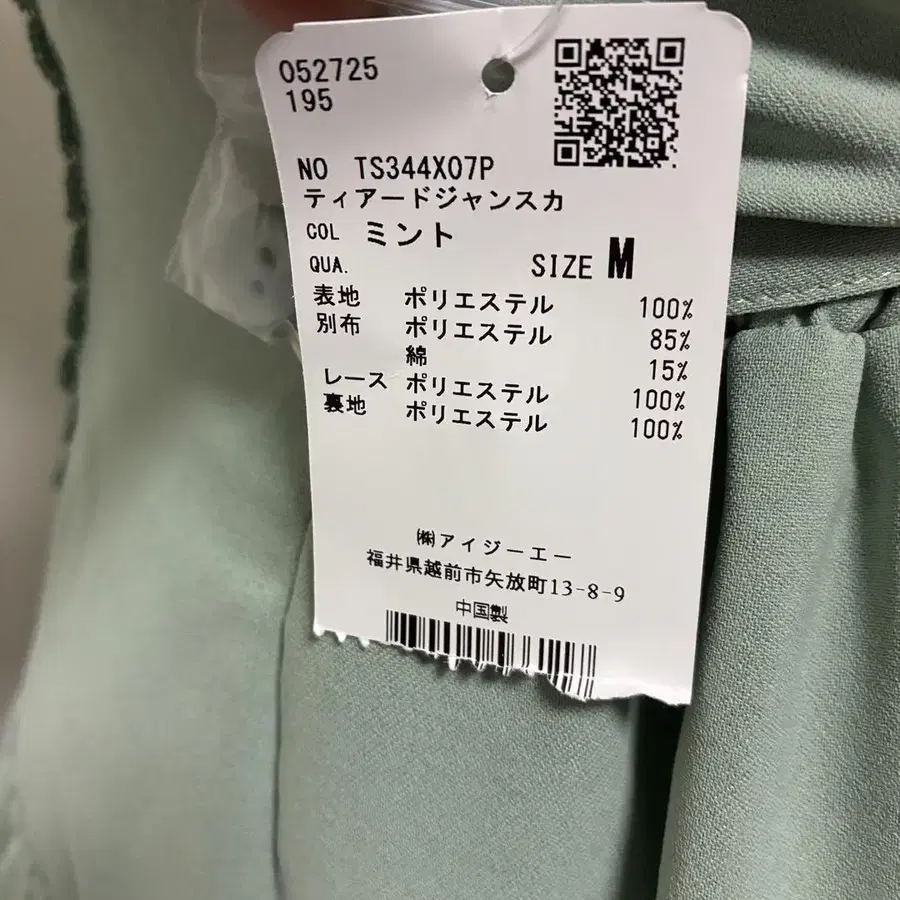 052725
195
NO TS344X07P
ティアードジャンスカ
COL ミント
QUA. SIZE M
表地 ポリエステル 100%
別布 ポリエステル 85%
綿 15%
レース ポリエステル 100%
裏地 ポリエステル 100%
㈱アイジーエー
福井県越前市矢放町13-8-9
中国製